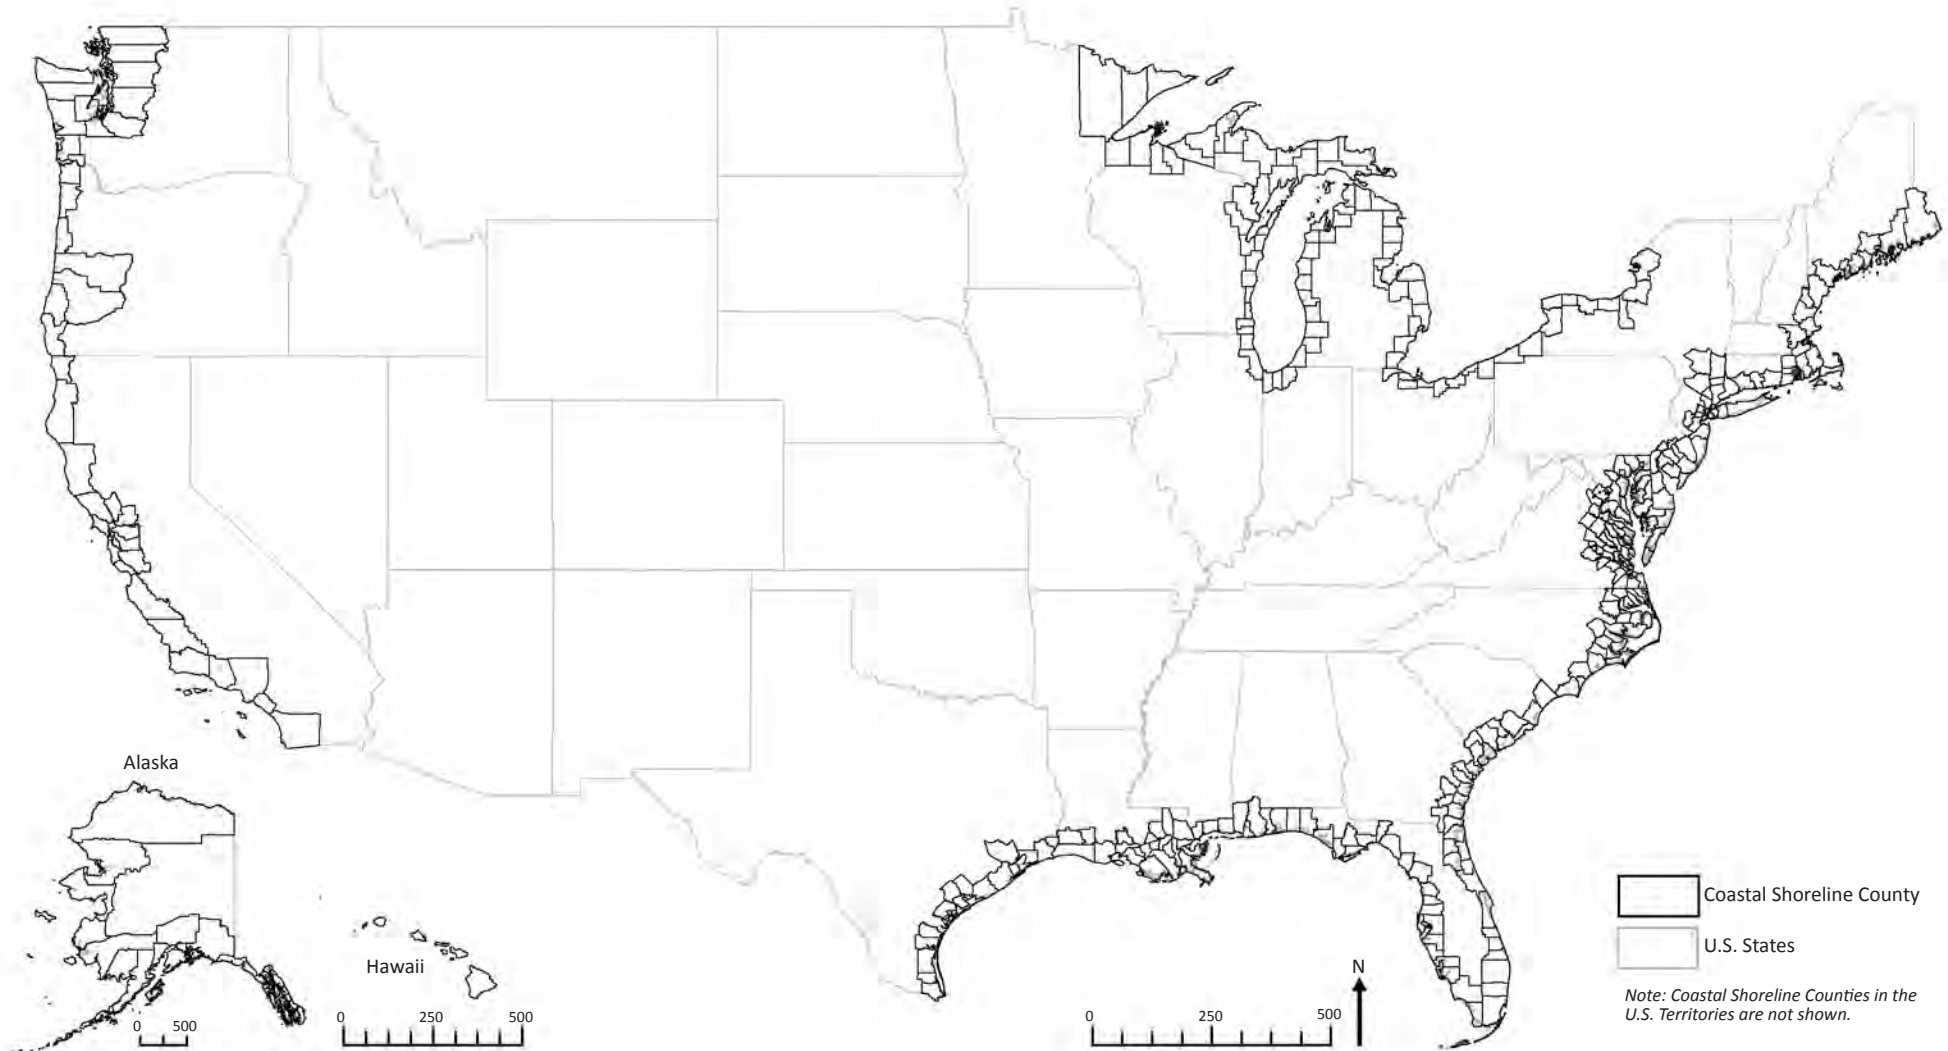 Alaska
Hawaii
0 500
0 250 500
0 250 500
N
Coastal Shoreline County
U.S. States
Note: Coastal Shoreline Counties in the
U.S. Territories are not shown.